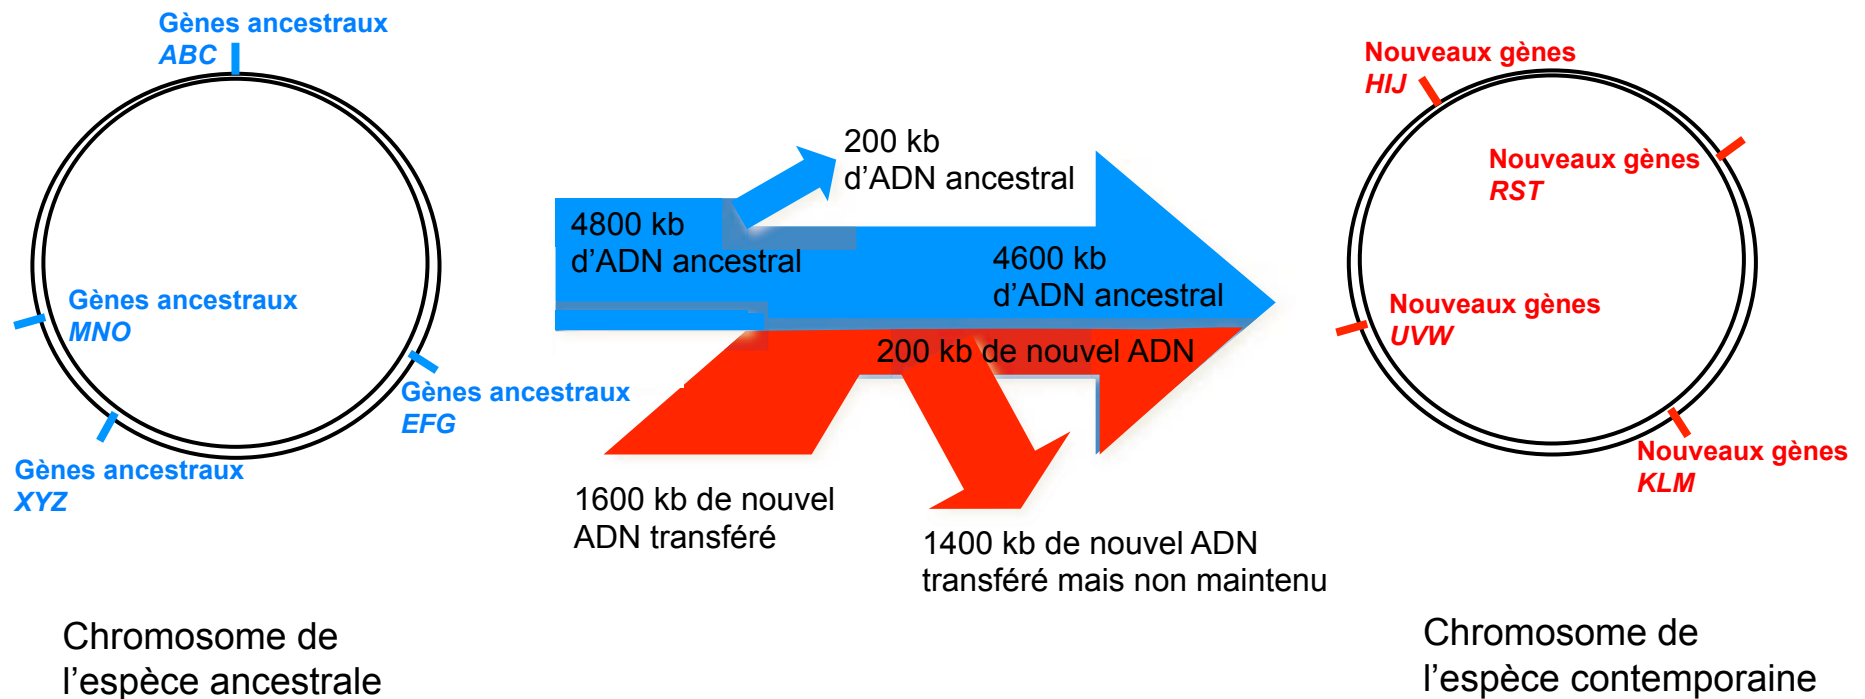 Gènes ancestraux
ABC
Gènes ancestraux
MNO
Gènes ancestraux
EFG
Gènes ancestraux
XYZ
Chromosome de
l'espèce ancestrale
200 kb
d'ADN ancestral
4800 kb
d'ADN ancestral
4600 kb
d'ADN ancestral
200 kb de nouvel ADN
1600 kb de nouvel
ADN transféré
1400 kb de nouvel ADN
transféré mais non maintenu
Nouveaux gènes
HIJ
Nouveaux gènes
RST
Nouveaux gènes
UVW
Nouveaux gènes
KLM
Chromosome de
l'espèce contemporaine